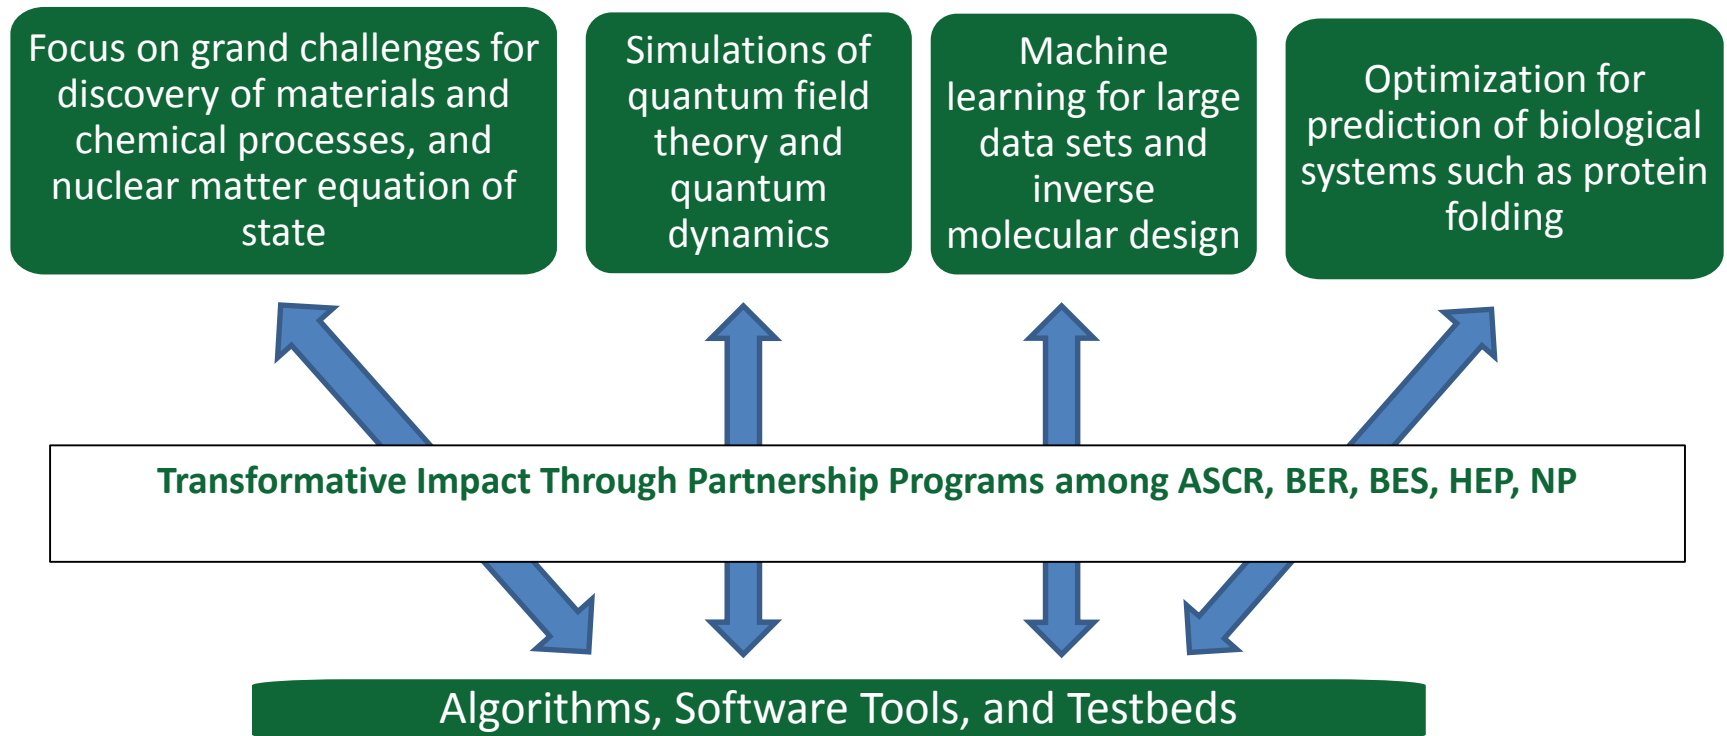 Focus on grand challenges for
discovery of materials and
chemical processes, and
nuclear matter equation of
state
Simulations of
quantum field
theory and
quantum
dynamics
Machine
learning for large
data sets and
inverse
molecular design
Optimization for
prediction of biological
systems such as protein
folding
Transformative Impact Through Partnership Programs among ASCR, BER, BES, HEP, NP
Algorithms, Software Tools, and Testbeds